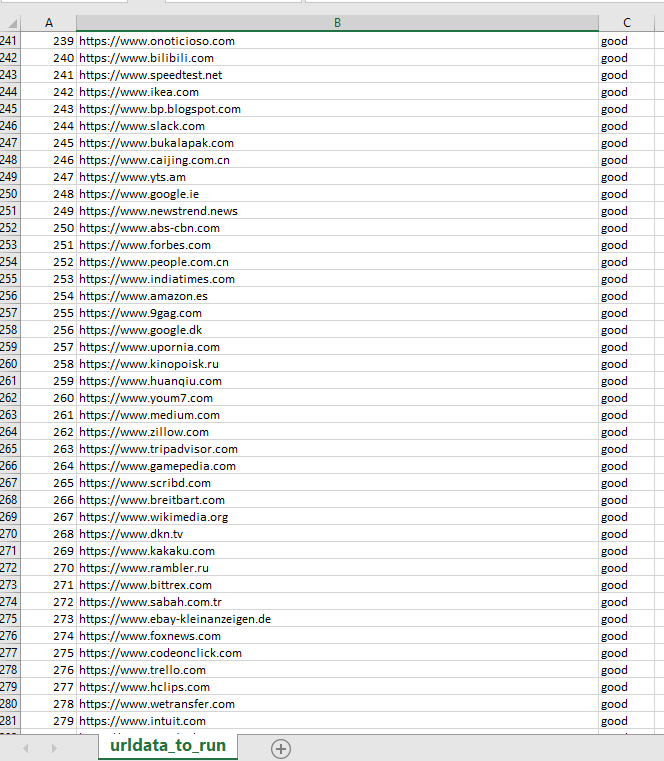 A B C
241 239 https://www.onoticioso.com good
242 240 https://www.bilibili.com good
243 241 https://www.speedtest.net good
244 242 https://www.ikea.com good
245 243 https://www.bp.blogspot.com good
246 244 https://www.slack.com good
247 245 https://www.bukalapak.com good
248 246 https://www.caijing.com.cn good
249 247 https://www.yts.am good
250 248 https://www.google.ie good
251 249 https://www.newstrend.news good
252 250 https://www.abs-cbn.com good
253 251 https://www.forbes.com good
254 252 https://www.people.com.cn good
255 253 https://www.indiatimes.com good
256 254 https://www.amazon.es good
257 255 https://www.9gag.com good
258 256 https://www.google.dk good
259 257 https://www.upornia.com good
260 258 https://www.kinopoisk.ru good
261 259 https://www.huanqiu.com good
262 260 https://www.youm7.com good
263 261 https://www.medium.com good
264 262 https://www.zillow.com good
265 263 https://www.tripadvisor.com good
266 264 https://www.gamepedia.com good
267 265 https://www.scribd.com good
268 266 https://www.breitbart.com good
269 267 https://www.wikimedia.org good
270 268 https://www.dkn.tv good
271 269 https://www.kakaku.com good
272 270 https://www.rambler.ru good
273 271 https://www.bittrex.com good
274 272 https://www.sabah.com.tr good
275 273 https://www.ebay-kleinanzeigen.de good
276 274 https://www.foxnews.com good
277 275 https://www.codeonclick.com good
278 276 https://www.trello.com good
279 277 https://www.hclips.com good
280 278 https://www.wetransfer.com good
281 279 https://www.intuit.com good
urldata_to_run